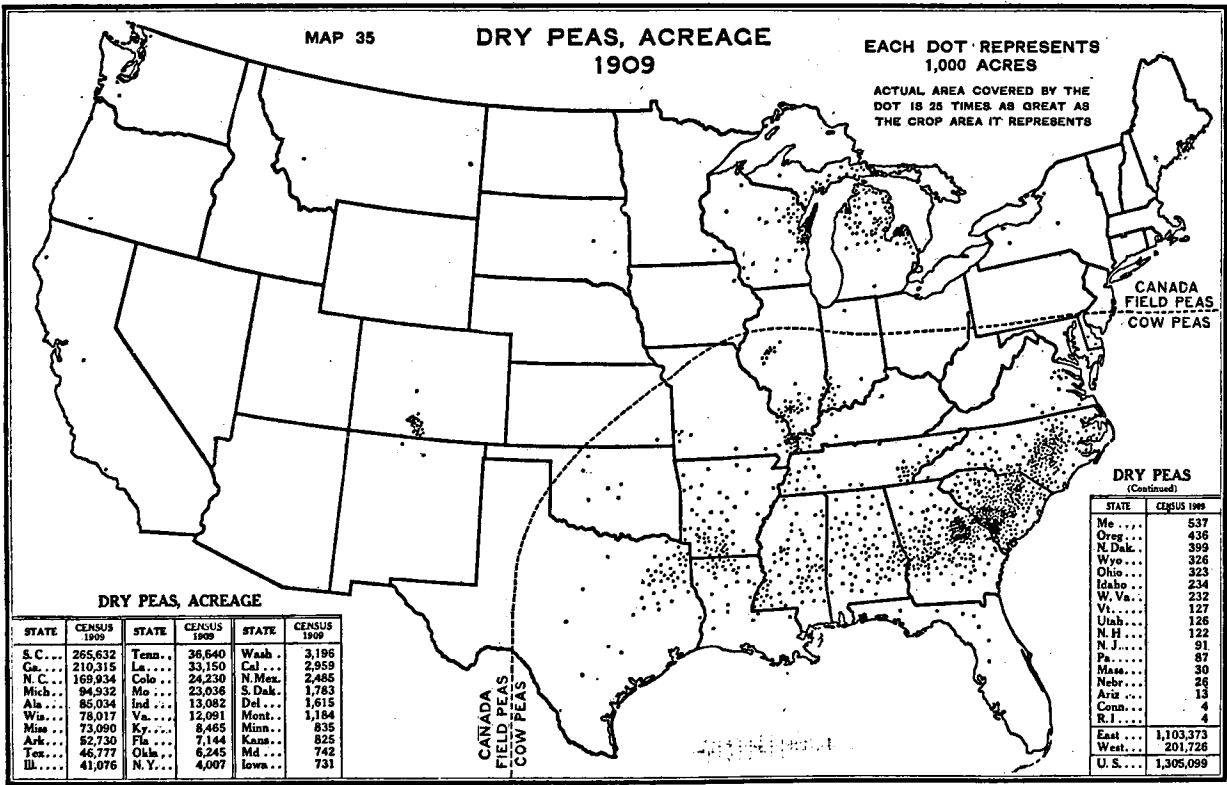 MAP 35
DRY PEAS, ACREAGE
1909
EACH DOT REPRESENTS
1,000 ACRES
ACTUAL AREA COVERED BY THE
DOT IS 25 TIMES AS GREAT AS
THE CROP AREA IT REPRESENTS
CANADA
FIELD PEAS
COW PEAS
CANADA
FIELD PEAS
COW PEAS
DRY PEAS, ACREAGE
STATE CENSUS 1909 STATE CENSUS 1909 STATE CENSUS 1909
S. C.... 265,632 Tenn.. 36,640 Wash. 3,196
Ga.... 210,315 La.... 33,150 Cal... 2,959
N. C... 169,934 Colo.. 24,230 N. Mex. 2,485
Mich.. 94,932 Mo... 23,036 S. Dak. 1,783
Ala... 85,034 Ind... 13,082 Del... 1,615
Wis... 78,017 Va.... 12,091 Mont.. 1,184
Miss.. 73,090 Ky.... 8,465 Minn.. 835
Ark... 52,730 Fla... 7,144 Kans.. 825
Tex... 46,777 Okla.. 6,245 Md... 742
Ill.... 41,076 N. Y... 4,007 Iowa.. 731
DRY PEAS
(Continued)
STATE CENSUS 1909
Me.... 537
Oreg... 436
N. Dak.. 399
Wyo... 326
Ohio... 323
Idaho... 234
W. Va... 232
Vt.... 127
Utah... 126
N. H... 122
N. J.... 91
Pa.... 87
Mass... 30
Nebr... 26
Ariz... 13
Conn... 4
R. I.... 4
East... 1,103,373
West... 201,726
U. S.... 1,305,099